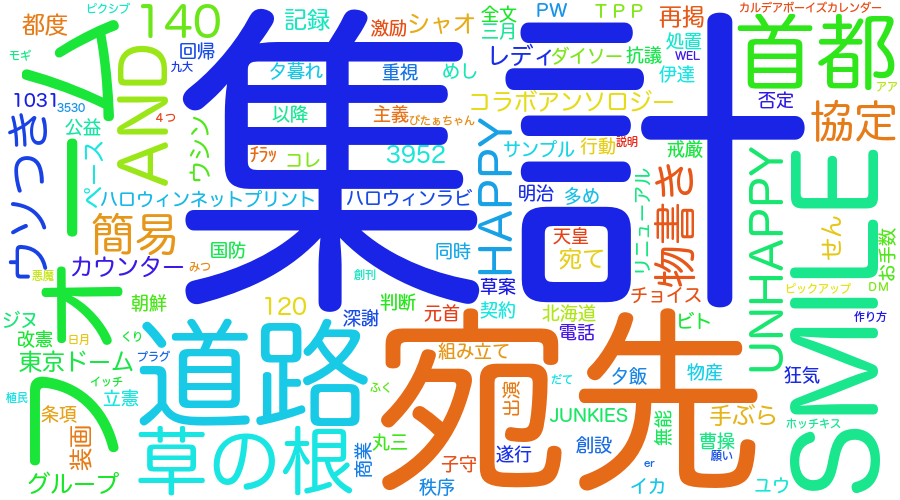 ピクシブ
140
記録
激励
シャオ
全文
PW
TPP
再掲
カルデアボーイズカレンダー
都度
回帰
三月
レディ
ダイソー
抗議
処置
WEL
首都
モギ
フォーム
AND
九大
夕暮れ
重視
めし
伊達
アァ
1031
3530
4つ
以降
主義
ぴたぁちゃん
コラボアンソロジー
否定
協定
公益
ウソつき
ペース
ウシン
ﾁﾗｯ
コレ
3952
サンプル
行動
説明
戒厳
集計
HAPPY
UNHAPPY
SMILE
ハロウィンネットプリント
ハロウィンラビ
明治
多め
リニューアル
物書き
せん
お手数
簡易
国防
同時
天皇
宛て
カウンター
みつ
悪魔
創刊
草案
チョイス
ピックアップ
DM
朝鮮
120
判断
元首
契約
北海道
電話
ビト
作り方
ジヌ
改憲
日月
くり
深謝
道路
宛先
組み立て
東京ドーム
プラグ
イッチ
植民
立憲
条項
ふく
出演
だて
夕飯
物産
狂気
JUNKIES
無能
手ぶら
ホッチキス
装画
草の根
商業
丸三
創設
曹操
願い
グループ
子守
遂行
秩序
er
イカ
ユウ